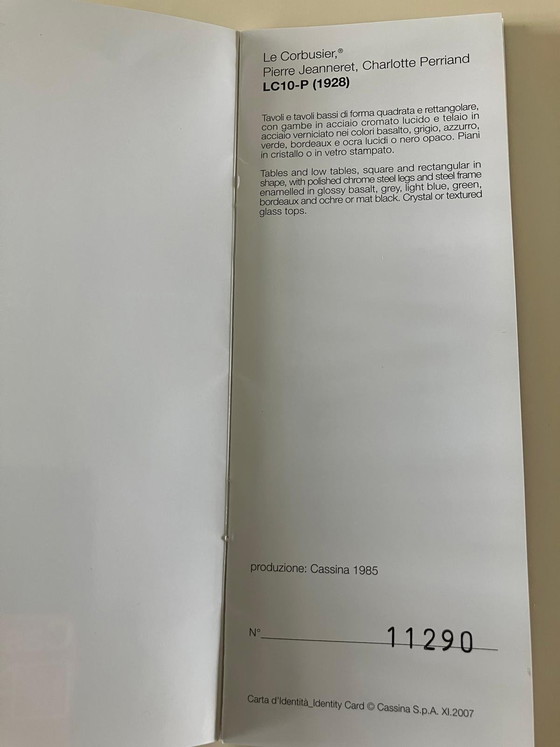 Le Corbusier,®
Pierre Jeanneret, Charlotte Perriand
LC10-P (1928)
Tavoli e tavoli bassi di forma quadrata e rettangolare,
con gambe in acciaio cromato lucido e telaio in
acciaio verniciato nei colori basalto, grigio, azzurro,
verde, bordeaux e ocra lucidi o nero opaco. Piani
in cristallo o in vetro stampato.
Tables and low tables, square and rectangular in
shape, with polished chrome steel legs and steel frame
enamelled in glossy basalt, grey, light blue, green,
bordeaux and ochre or mat black. Crystal or textured
glass tops.
produzione: Cassina 1985
N° 11290
Carta d'Identità_Identity Card © Cassina S.p.A. XI.2007